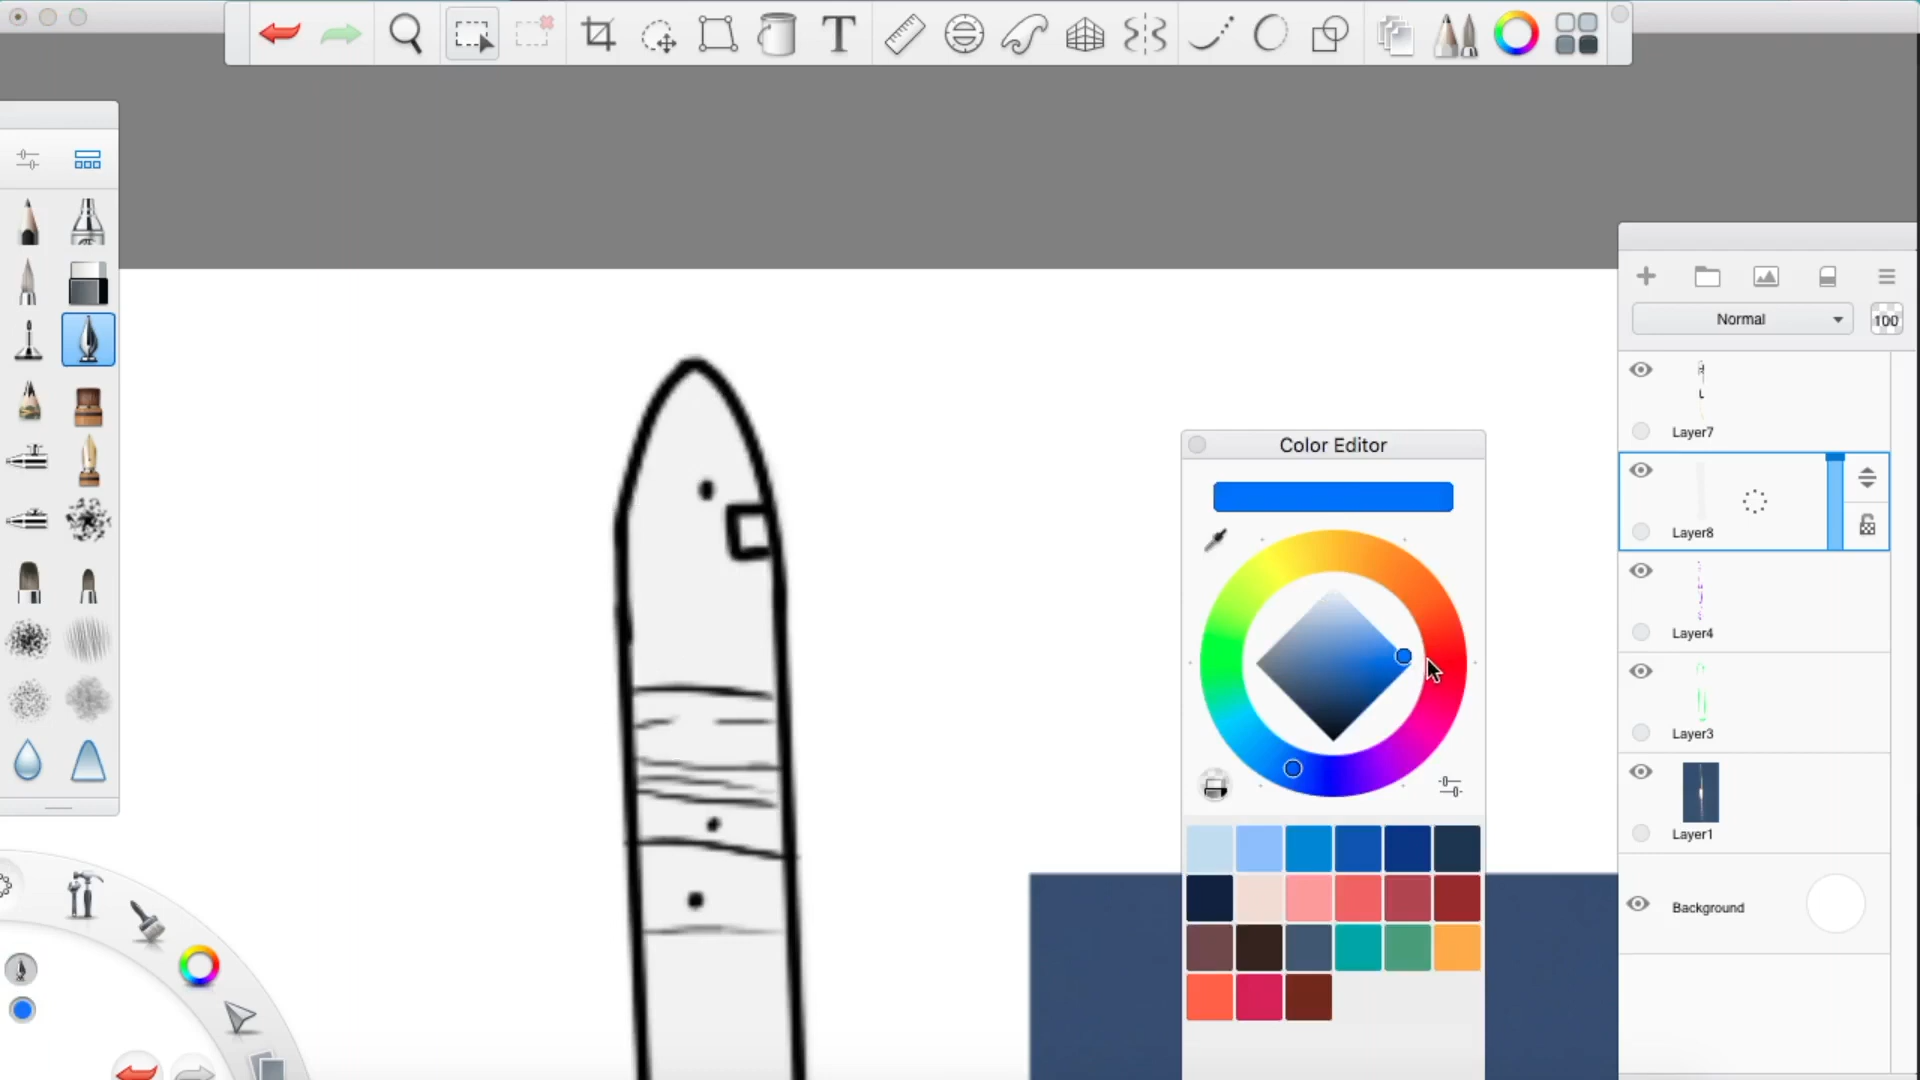 T
Normal
100
Layer7
Color Editor
Layer8
Layer4
Layer3
Layer1
Background